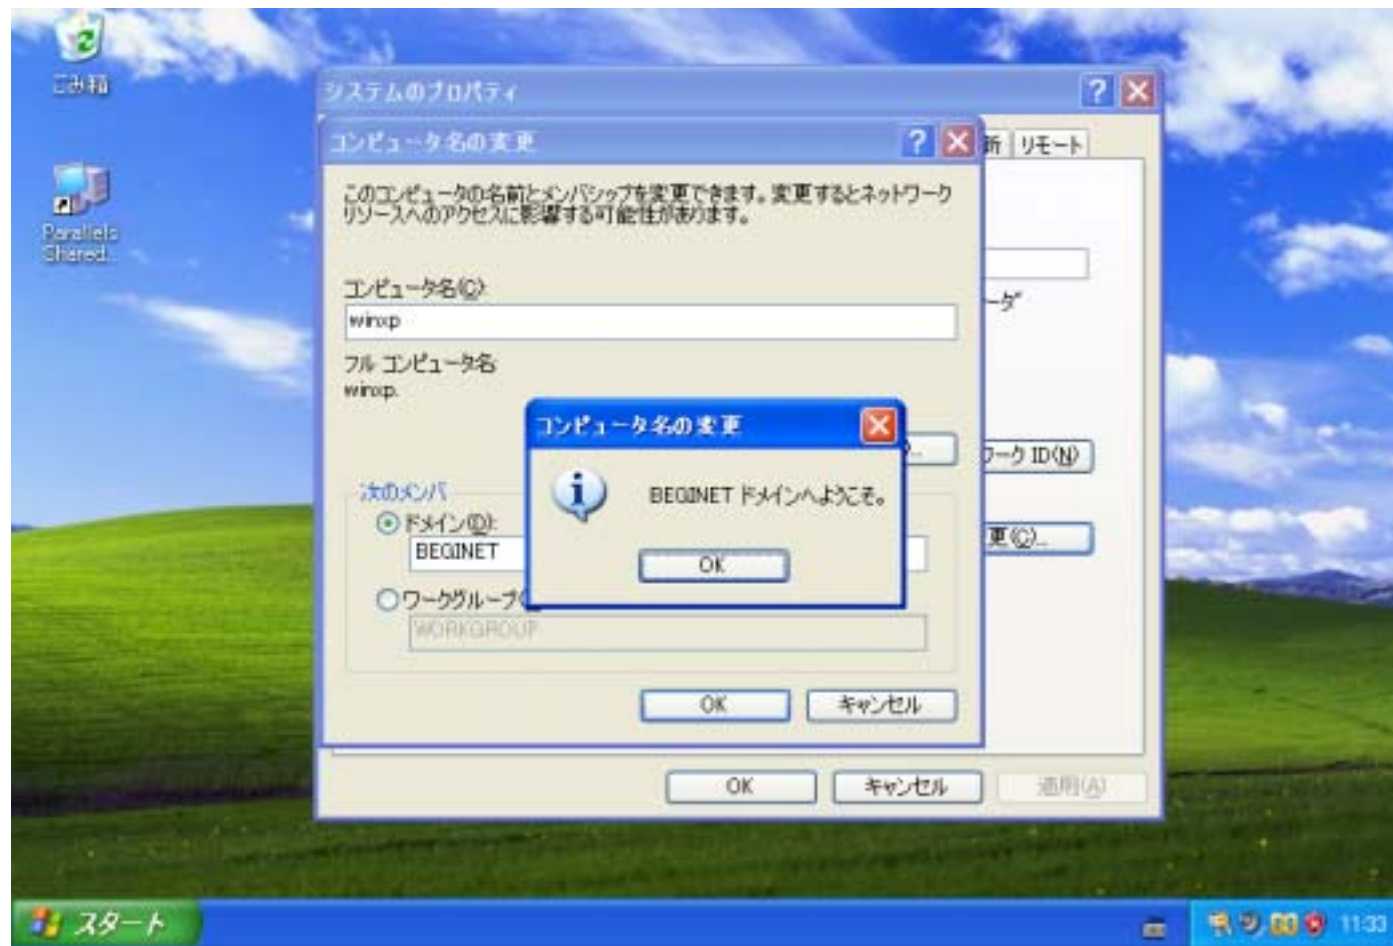 ごみ箱
Parallels
Shared...
システムのプロパティ
コンピュータ名の変更
新
リモート
このコンピュータの名前とメンバシップを変更できます。変更するとネットワーク
リソースへのアクセスに影響する可能性があります。
コンピュータ名(C):
winxp
ータ
フル コンピュータ名:
winxp.
コンピュータ名の変更
BEGINET ドメインへようこそ。
OK
ワーク ID(N)
次のメンバ
ドメイン(D):
BEGINET
更(C)...
ワークグループ(
WORKGROUP
OK
キャンセル
OK
キャンセル
適用(A)
スタート
11:33